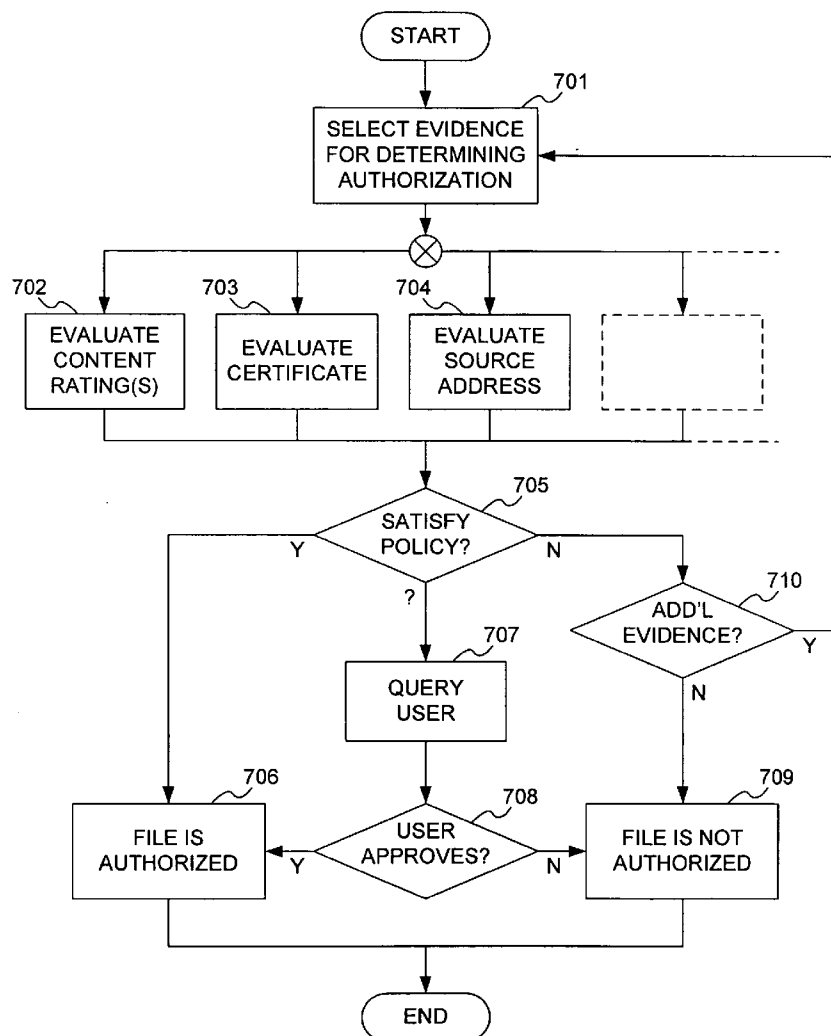 START
701
SELECT EVIDENCE
FOR DETERMINING
AUTHORIZATION
702
703
704
EVALUATE
CONTENT
RATING(S)
EVALUATE
CERTIFICATE
EVALUATE
SOURCE
ADDRESS
705
SATISFY
POLICY?
Y
N
?
710
ADD'L
EVIDENCE?
Y
N
707
QUERY
USER
706
FILE IS
AUTHORIZED
708
USER
APPROVES?
Y
N
709
FILE IS NOT
AUTHORIZED
END